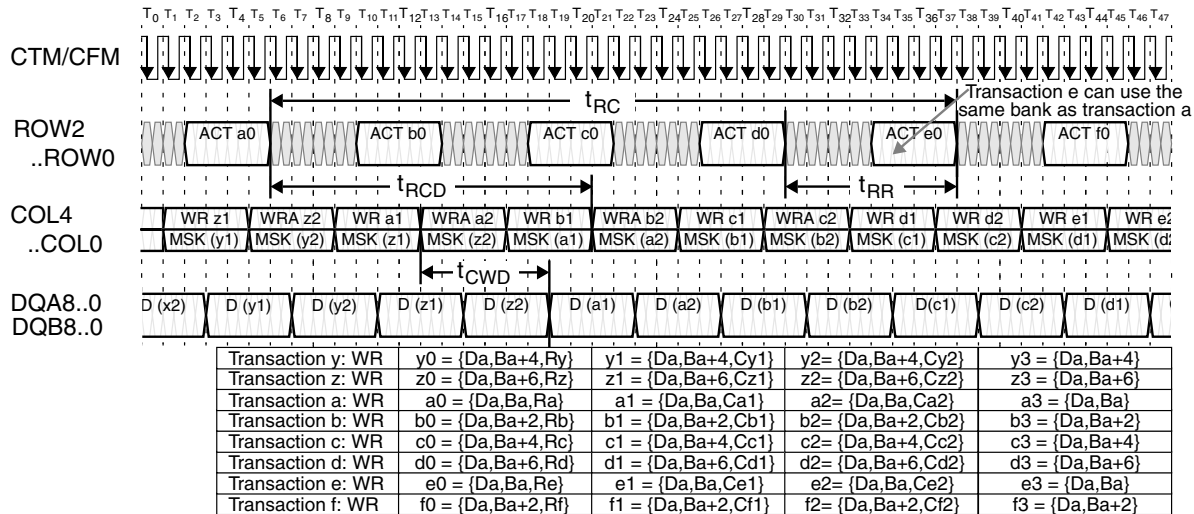 T0 T1 T2 T3 T4 T5 T6 T7 T8 T9 T10 T11 T12 T13 T14 T15 T16 T17 T18 T19 T20 T21 T22 T23 T24 T25 T26 T27 T28 T29 T30 T31 T32 T33 T34 T35 T36 T37 T38 T39 T40 T41 T42 T43 T44 T45 T46 T47
CTM/CFM
tRC
Transaction e can use the
same bank as transaction a
ROW2
..ROW0
ACT a0 ACT b0 ACT c0 ACT d0 ACT e0 ACT f0
tRCD tRR
COL4
..COL0
WR z1 WRA z2 WR a1 WRA a2 WR b1 WRA b2 WR c1 WRA c2 WR d1 WR d2 WR e1 WR e2
MSK (y1) MSK (y2) MSK (z1) MSK (z2) MSK (a1) MSK (a2) MSK (b1) MSK (b2) MSK (c1) MSK (c2) MSK (d1) MSK (d2
tCWD
DQA8..0
DQB8..0
D (x2) D (y1) D (y2) D (z1) D (z2) D (a1) D (a2) D (b1) D (b2) D(c1) D (c2) D (d1)
Transaction y: WR y0 = {Da,Ba+4,Ry} y1 = {Da,Ba+4,Cy1} y2= {Da,Ba+4,Cy2} y3 = {Da,Ba+4}
Transaction z: WR z0 = {Da,Ba+6,Rz} z1 = {Da,Ba+6,Cz1} z2= {Da,Ba+6,Cz2} z3 = {Da,Ba+6}
Transaction a: WR a0 = {Da,Ba,Ra} a1 = {Da,Ba,Ca1} a2= {Da,Ba,Ca2} a3 = {Da,Ba}
Transaction b: WR b0 = {Da,Ba+2,Rb} b1 = {Da,Ba+2,Cb1} b2= {Da,Ba+2,Cb2} b3 = {Da,Ba+2}
Transaction c: WR c0 = {Da,Ba+4,Rc} c1 = {Da,Ba+4,Cc1} c2= {Da,Ba+4,Cc2} c3 = {Da,Ba+4}
Transaction d: WR d0 = {Da,Ba+6,Rd} d1 = {Da,Ba+6,Cd1} d2= {Da,Ba+6,Cd2} d3 = {Da,Ba+6}
Transaction e: WR e0 = {Da,Ba,Re} e1 = {Da,Ba,Ce1} e2= {Da,Ba,Ce2} e3 = {Da,Ba}
Transaction f: WR f0 = {Da,Ba+2,Rf} f1 = {Da,Ba+2,Cf1} f2= {Da,Ba+2,Cf2} f3 = {Da,Ba+2}